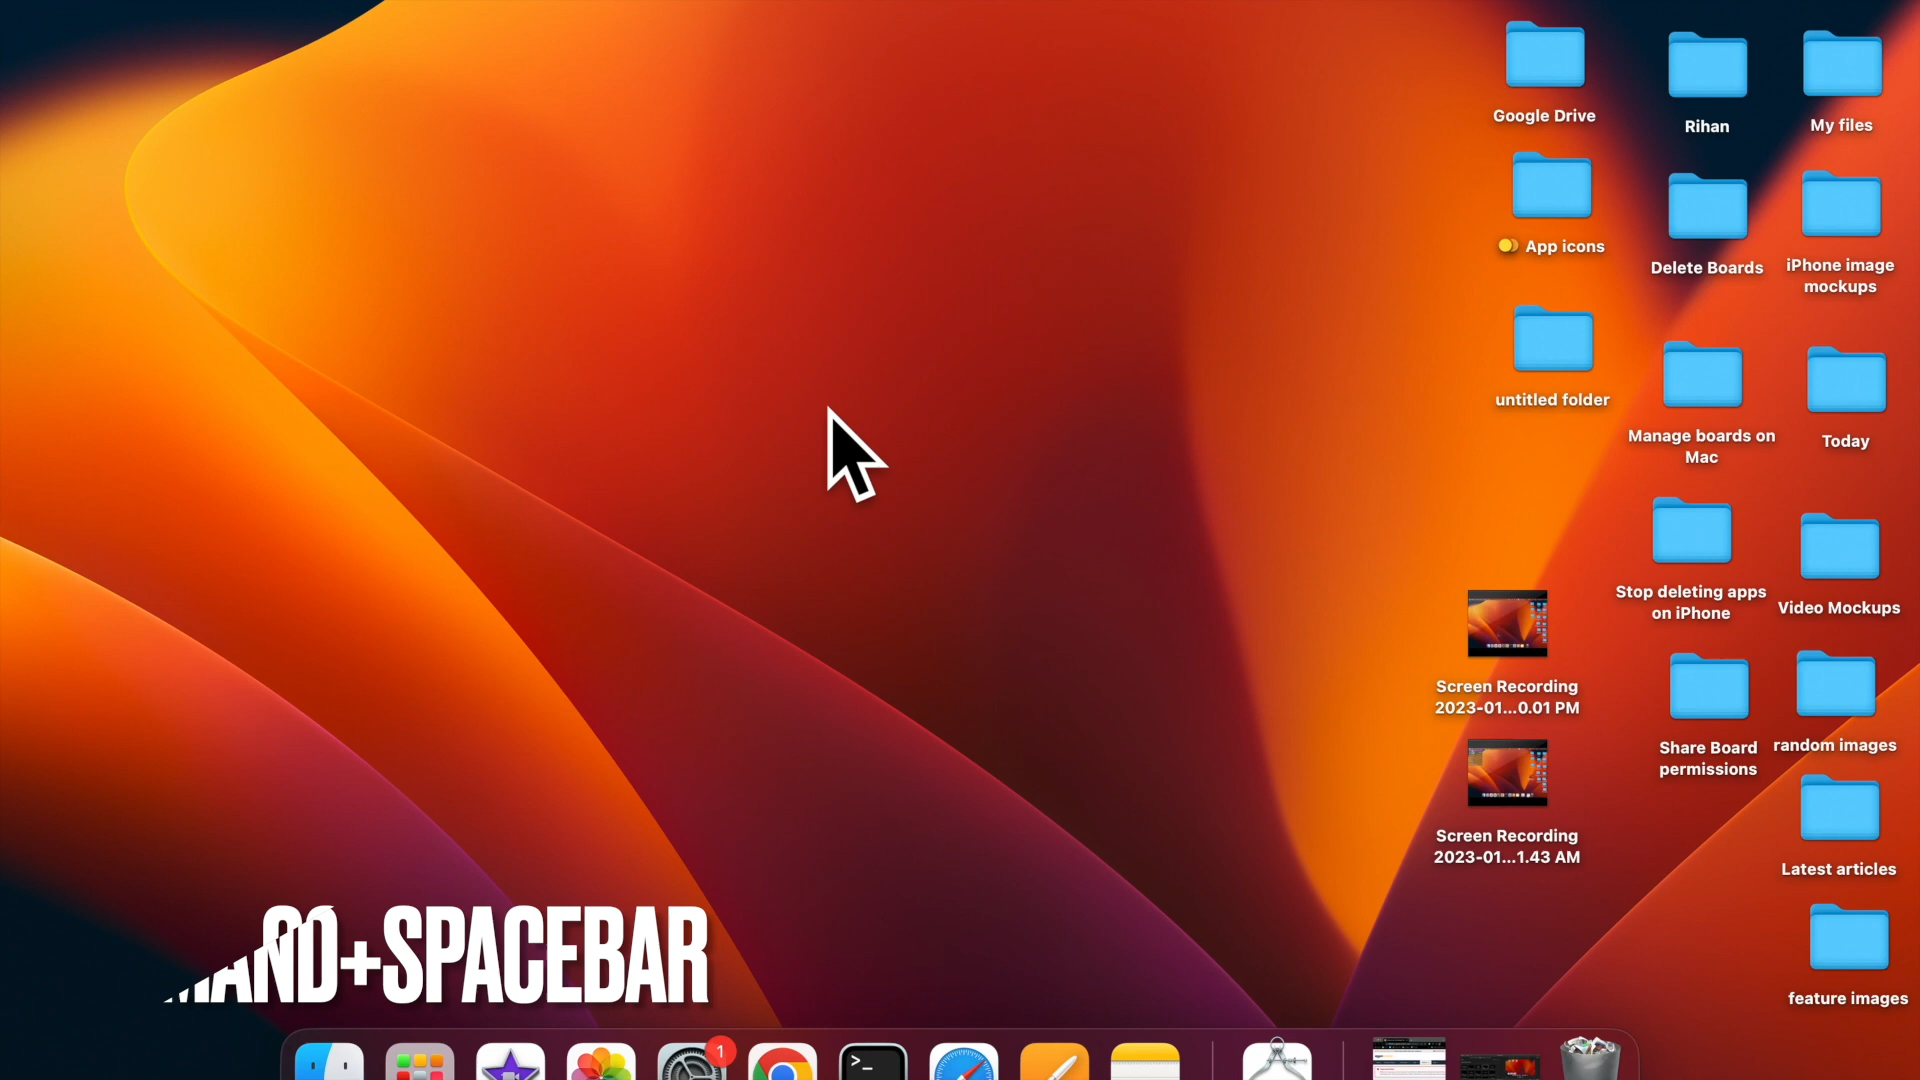 Google Drive
Rihan
My files
App icons
Delete Boards
iPhone image
mockups
untitled folder
Manage boards on
Mac
Today
Stop deleting apps
on iPhone
Video Mockups
Screen Recording
2023-01...0.01 PM
Share Board
permissions
random images
Screen Recording
2023-01...1.43 AM
Latest articles
feature images
AND+SPACEBAR
1
>_